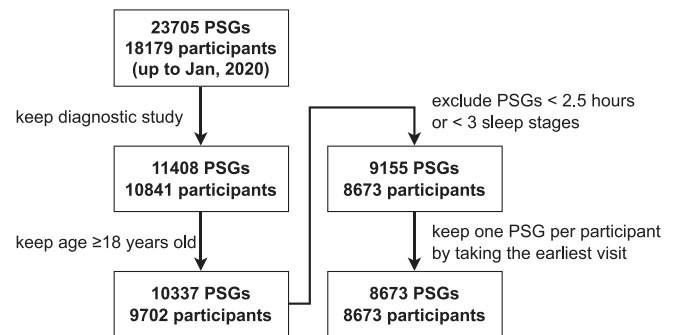 23705 PSGs
18179 participants
(up to Jan, 2020)
keep diagnostic study
11408 PSGs
10841 participants
keep age ≥18 years old
10337 PSGs
9702 participants
exclude PSGs < 2.5 hours
or < 3 sleep stages
9155 PSGs
8673 participants
keep one PSG per participant
by taking the earliest visit
8673 PSGs
8673 participants